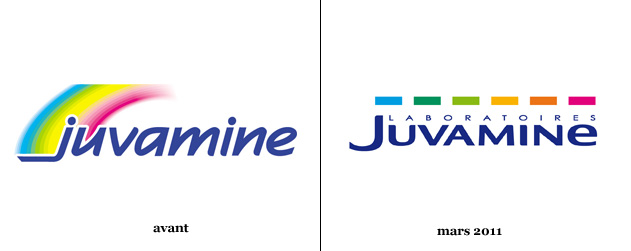 juvamine
avant
LABORATOIRES
JUVAMINE
mars 2011